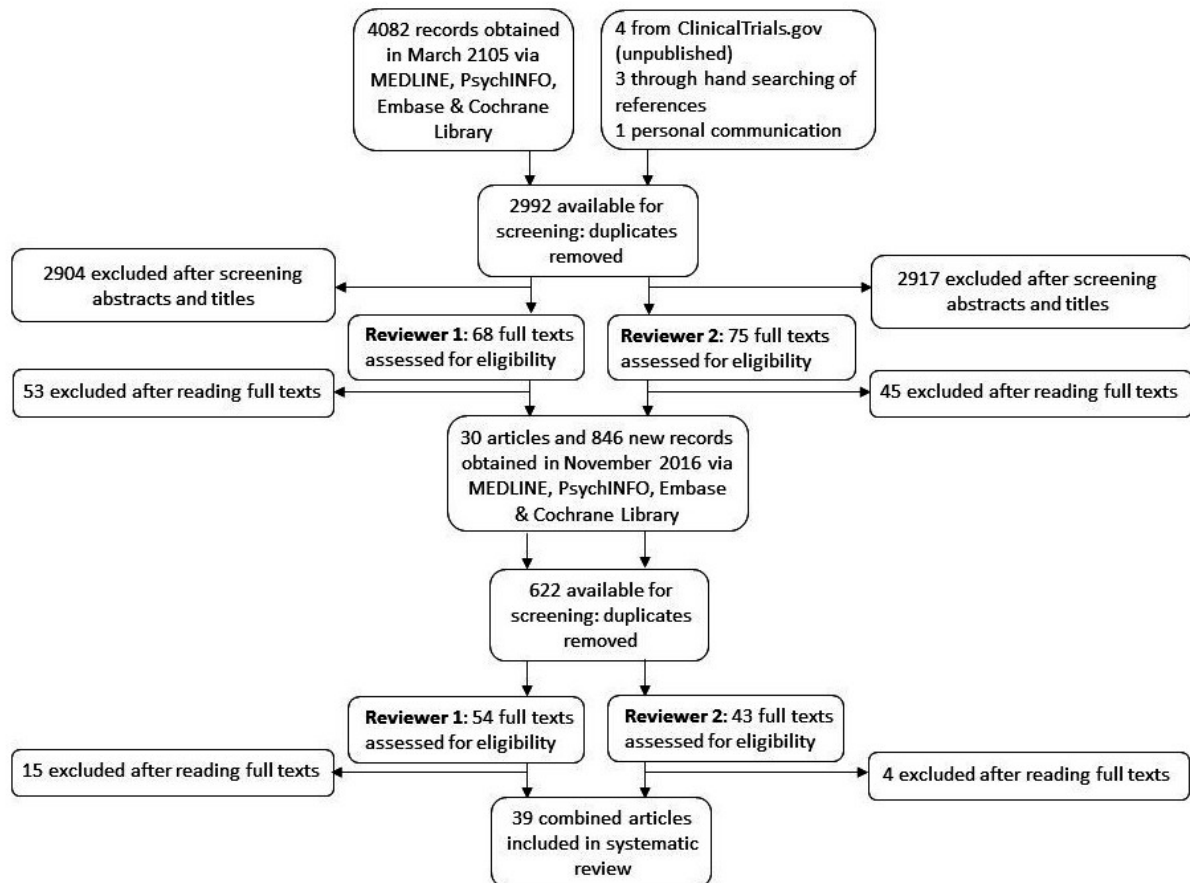 4082 records obtained
in March 2105 via
MEDLINE, PsychINFO,
Embase & Cochrane
Library
4 from ClinicalTrials.gov
(unpublished)
3 through hand searching of
references
1 personal communication
2992 available for
screening: duplicates
removed
2904 excluded after screening
abstracts and titles
2917 excluded after screening
abstracts and titles
Reviewer 1: 68 full texts
assessed for eligibility
Reviewer 2: 75 full texts
assessed for eligibility
53 excluded after reading full texts
45 excluded after reading full texts
30 articles and 846 new records
obtained in November 2016 via
MEDLINE, PsychINFO, Embase
& Cochrane Library
622 available for
screening: duplicates
removed
Reviewer 1: 54 full texts
assessed for eligibility
Reviewer 2: 43 full texts
assessed for eligibility
15 excluded after reading full texts
4 excluded after reading full texts
39 combined articles
included in systematic
review